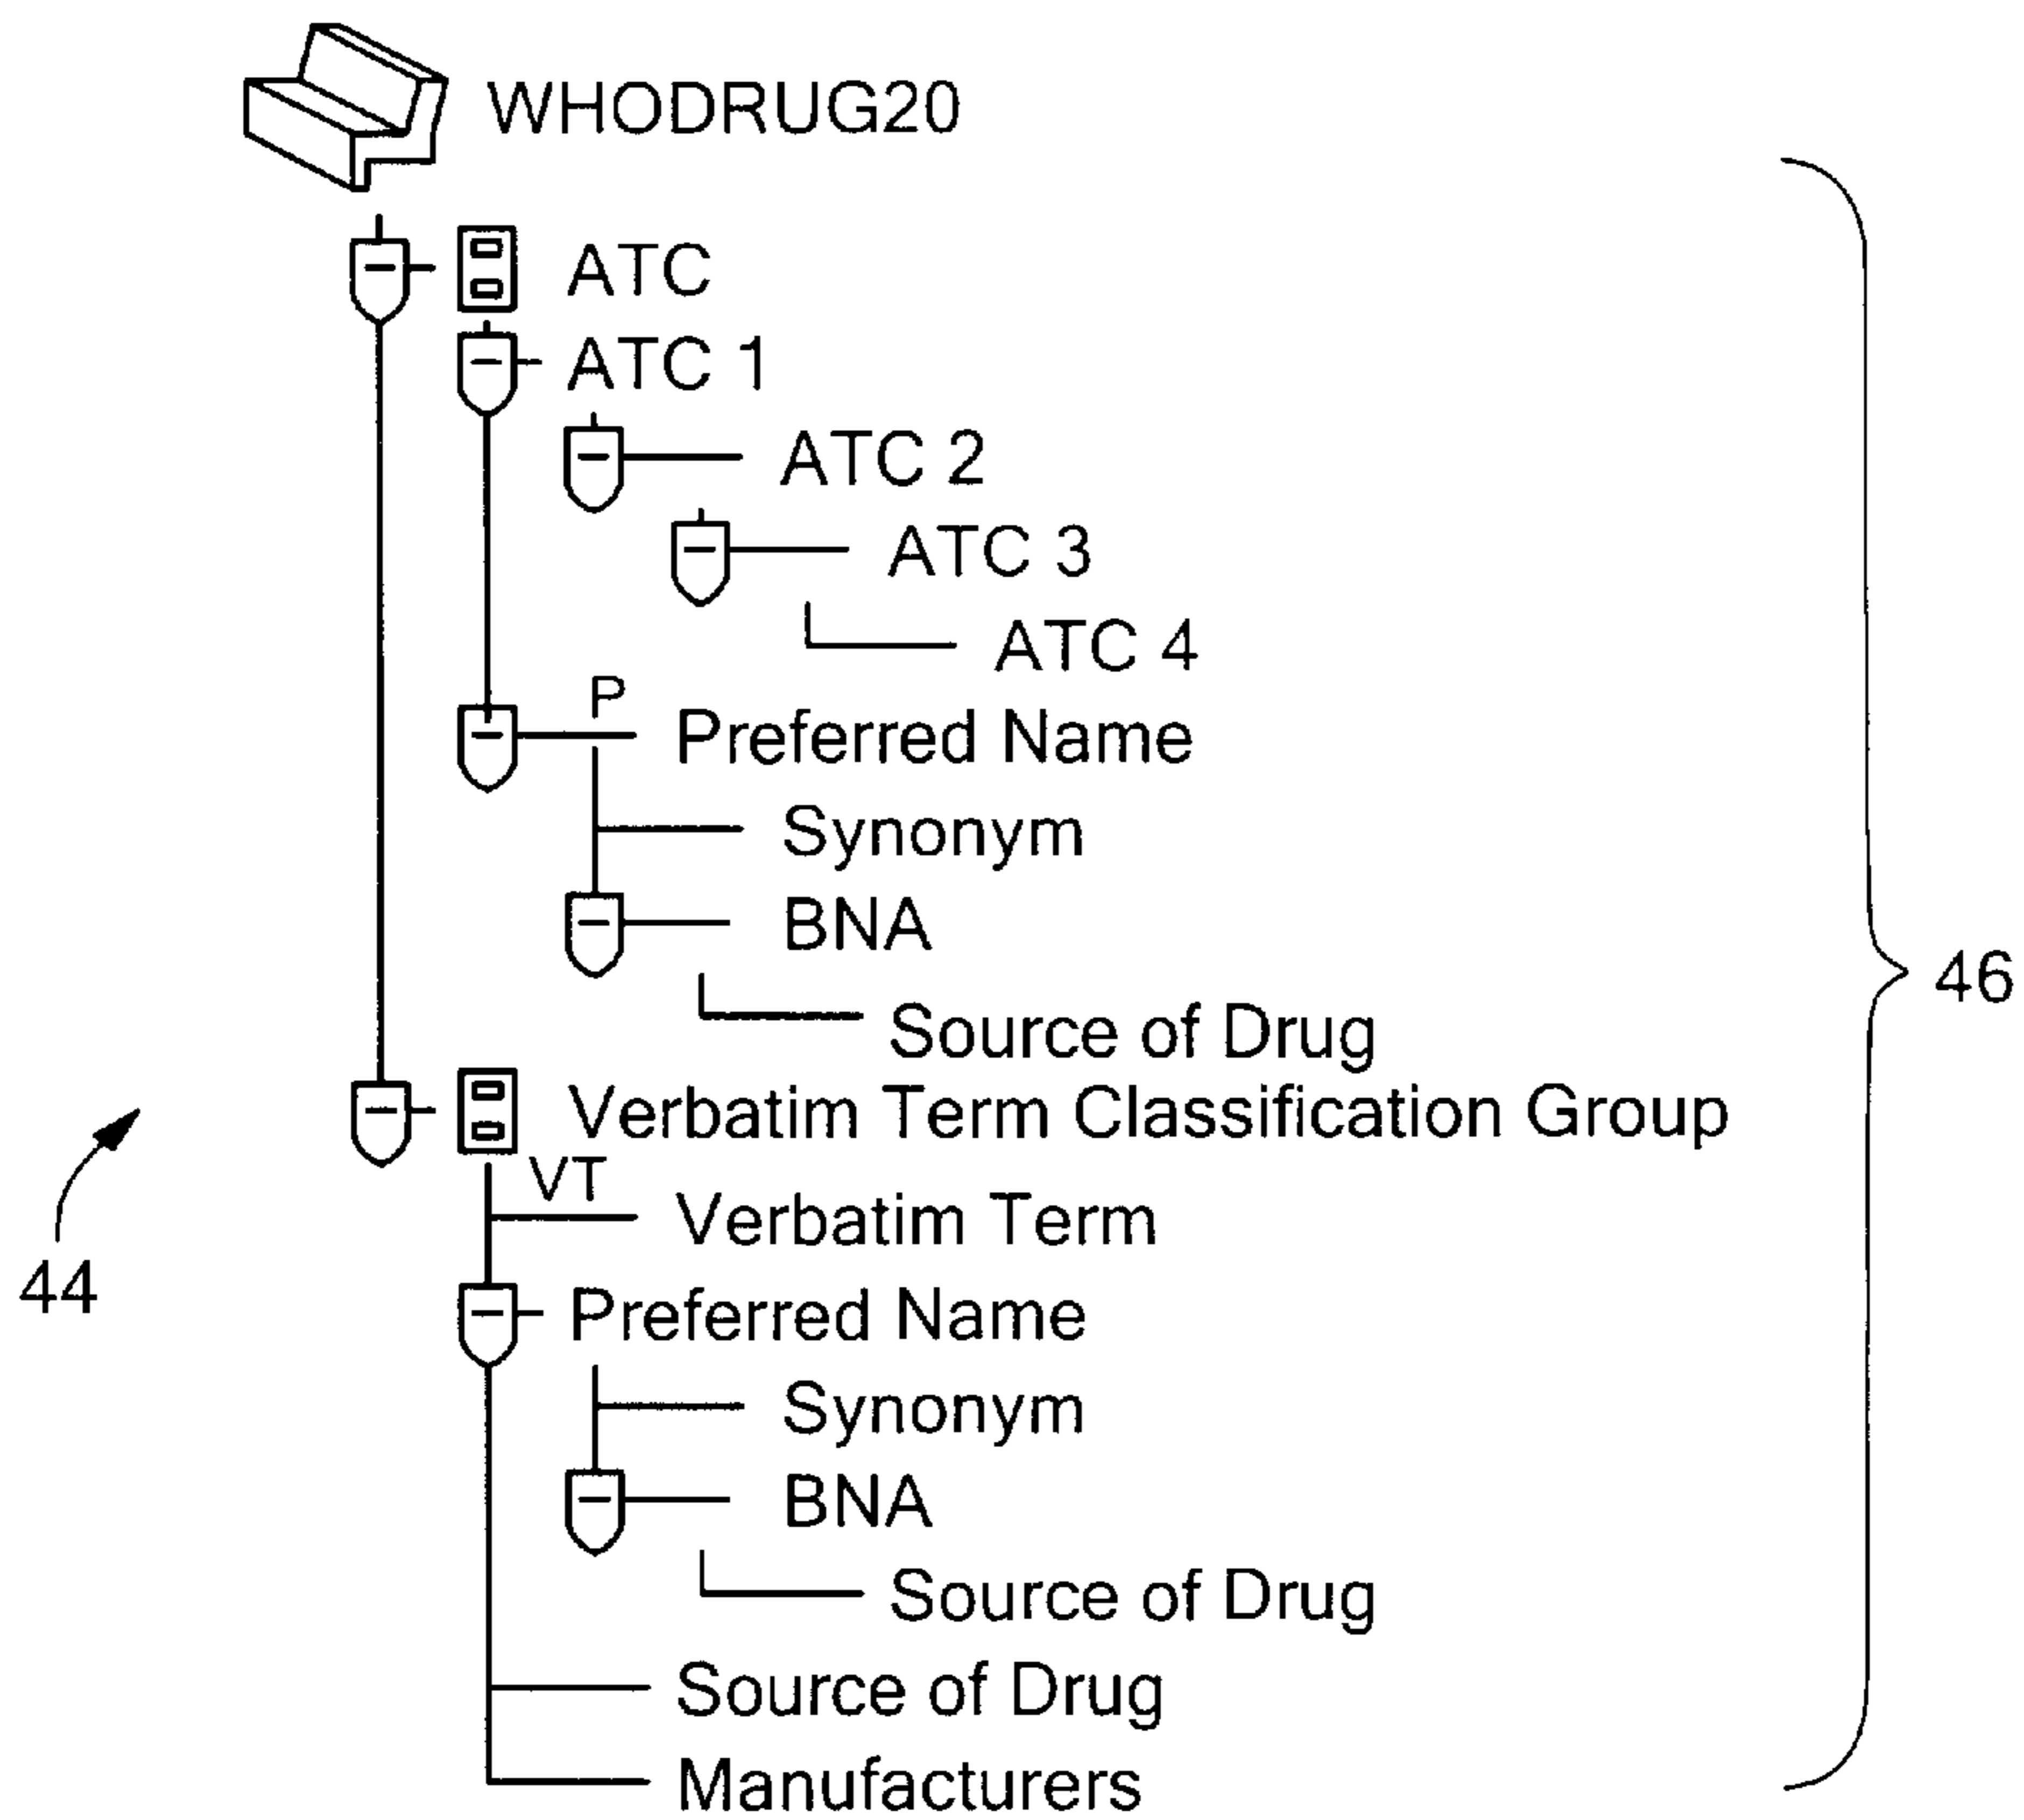 WHODRUG20
ATC
ATC 1
ATC 2
ATC 3
ATC 4
P
Preferred Name
Synonym
BNA
46
Source of Drug
Verbatim Term Classification Group
VT
Verbatim Term
44
Preferred Name
Synonym
BNA
Source of Drug
Source of Drug
Manufacturers